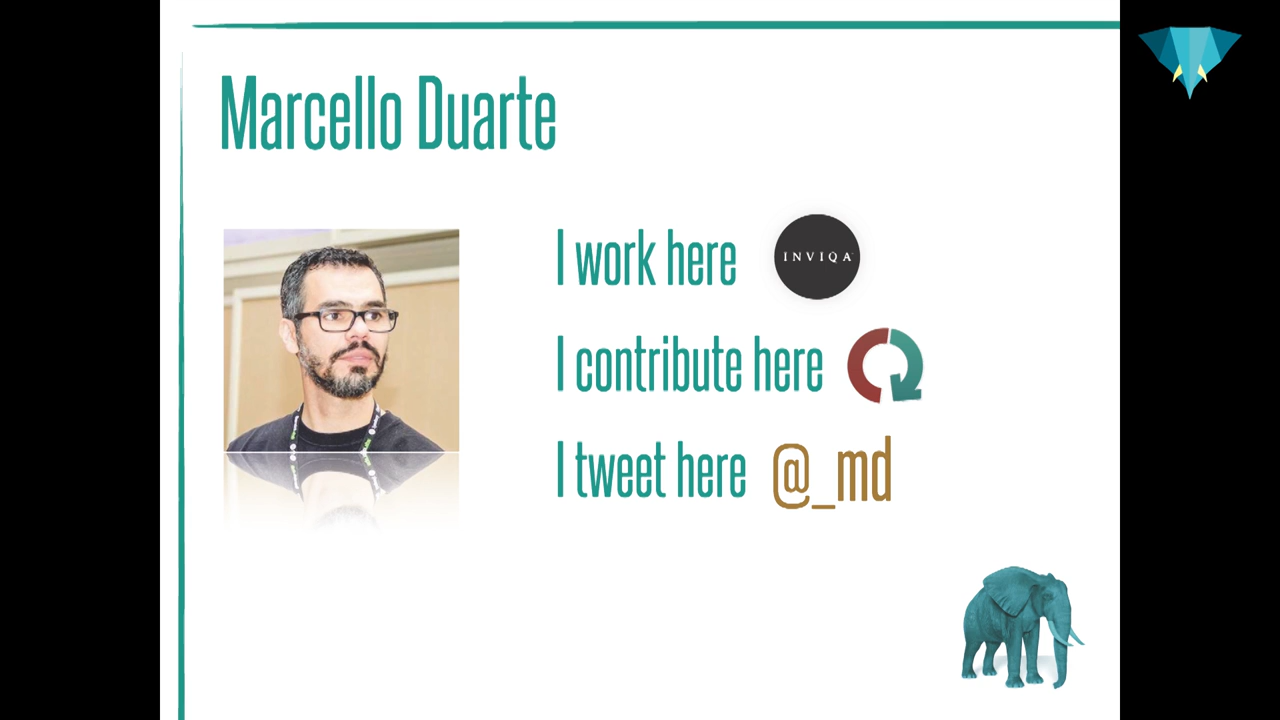 Marcello Duarte
I work here
INVIQA
I contribute here
I tweet here @_md